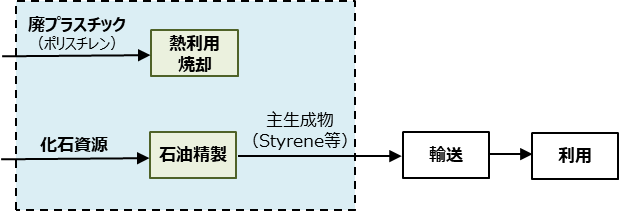 廃プラスチック
（ポリスチレン）
熱利用
焼却
化石資源
石油精製
主生成物
（Styrene等）
輸送
利用